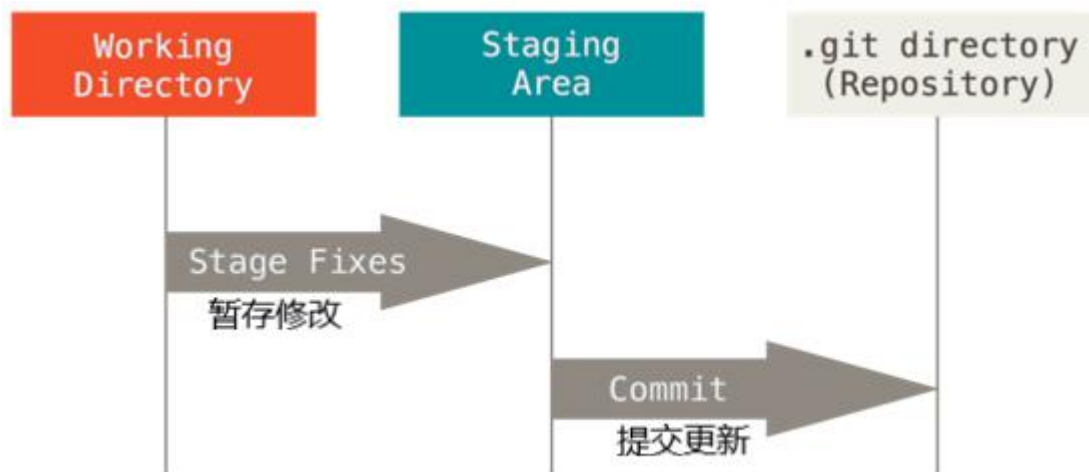 Working
Directory
Staging
Area
.git directory
(Repository)
Stage Fixes
暂存修改
Commit
提交更新